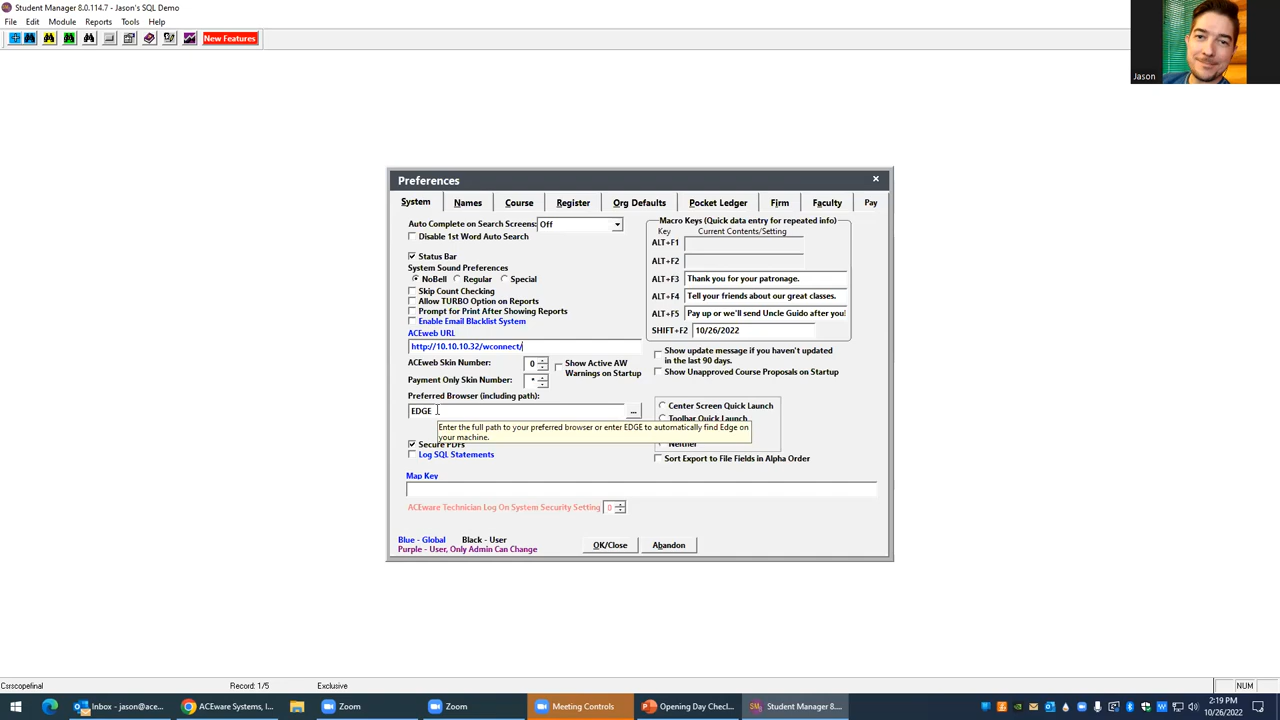 Student Manager 8.0.114.7 - Jason's SQL Demo
File Edit Module Reports Tools Help
New Features
Jason
Preferences
System Names Course Register Org Defaults Pocket Ledger Firm Faculty Pay
Auto Complete on Search Screens: Off
Disable 1st Word Auto Search
Status Bar
System Sound Preferences
NoBell Regular Special
Skip Count Checking
Allow TURBO Option on Reports
Prompt for Print After Showing Reports
Enable Email Blacklist System
ACEweb URL
http://10.10.10.32/wconnect/
ACEweb Skin Number: 0
Show Active AW
Warnings on Startup
Payment Only Skin Number: *
Preferred Browser (including path):
EDGE ...
Enter the full path to your preferred browser or enter EDGE to automatically find Edge on
your machine.
Secure PDFs
Log SQL Statements
Macro Keys (Quick data entry for repeated info)
Key Current Contents/Setting
ALT+F1
ALT+F2
ALT+F3 Thank you for your patronage.
ALT+F4 Tell your friends about our great classes.
ALT+F5 Pay up or we'll send Uncle Guido after you!
SHIFT+F2 10/26/2022
Show update message if you haven't updated
in the last 90 days.
Show Unapproved Course Proposals on Startup
Center Screen Quick Launch
Toolbar Quick Launch
Neither
Sort Export to File Fields in Alpha Order
Map Key
ACEware Technician Log On System Security Setting 0
Blue - Global Black - User
Purple - User, Only Admin Can Change
OK/Close Abandon
Csrscopefinal Record: 1/5 Exclusive NUM
Inbox - jason@ace... ACEware Systems, I... Zoom Zoom Meeting Controls Opening Day Chec... Student Manager 8....
2:19 PM
10/26/2022